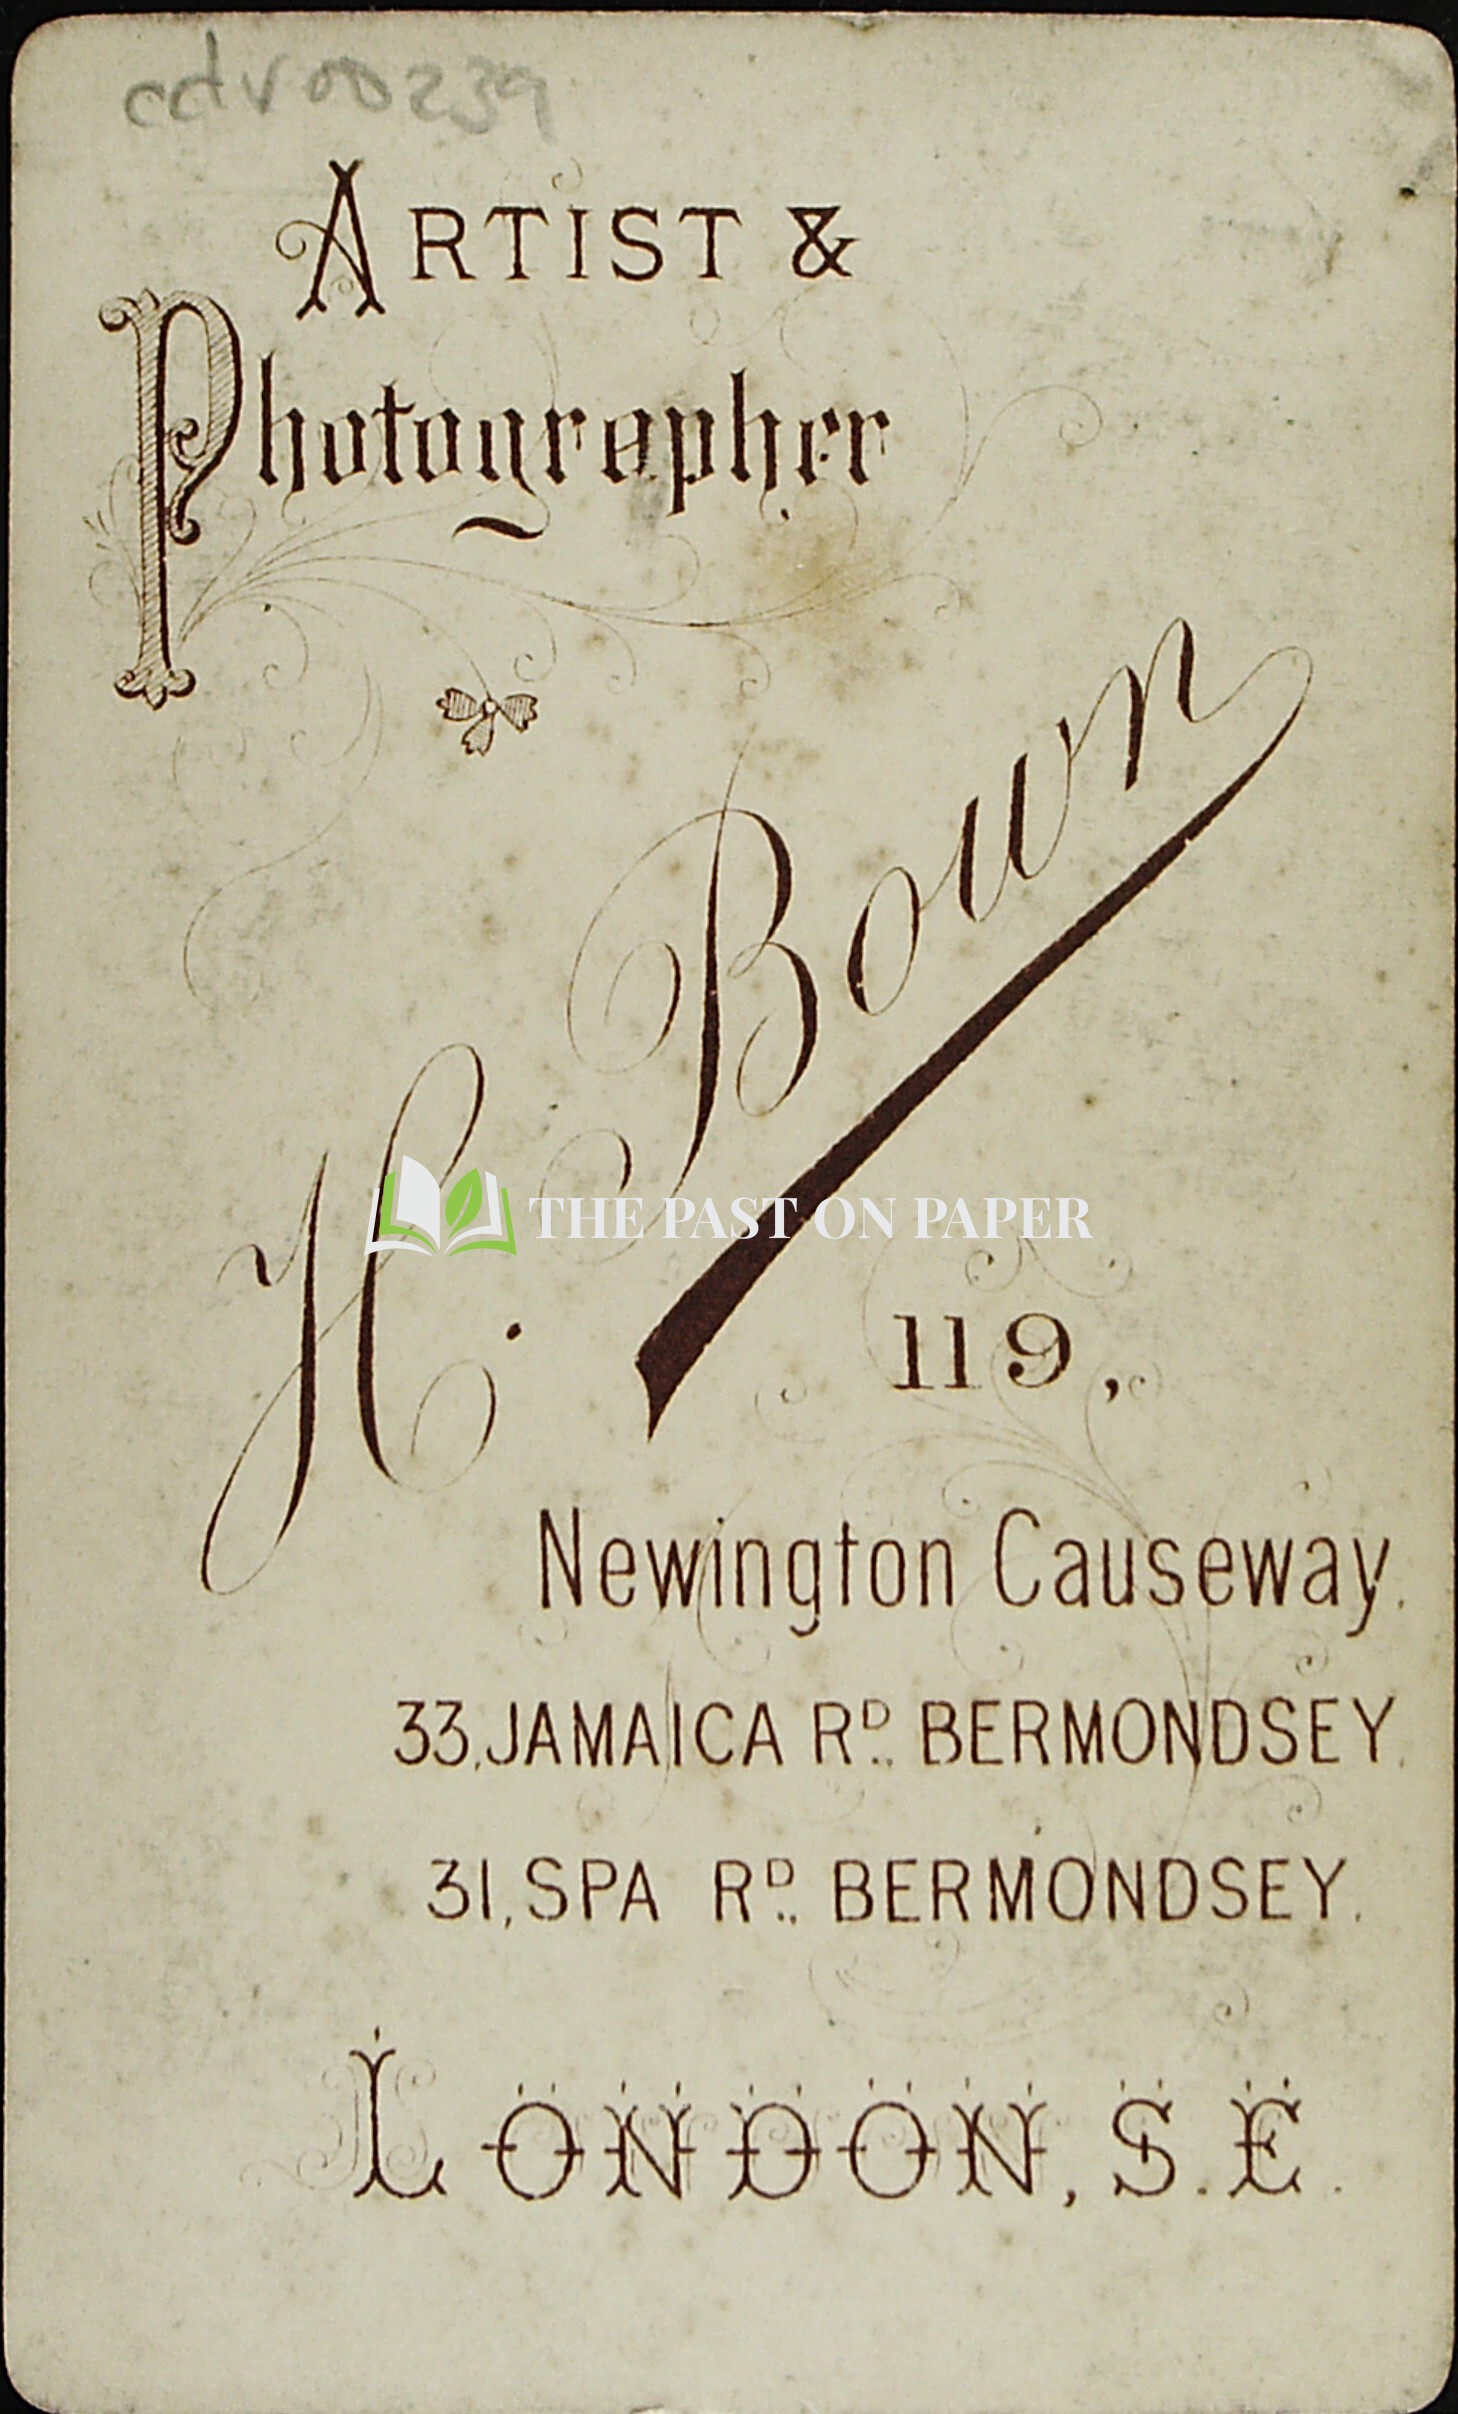 cdv00239
ARTIST &
Photographer
H. Bown
THE PAST ON PAPER
119,
Newington Causeway.
33, JAMAICA RD. BERMONDSEY.
31, SPA RD. BERMONDSEY.
LONDON, S.E.